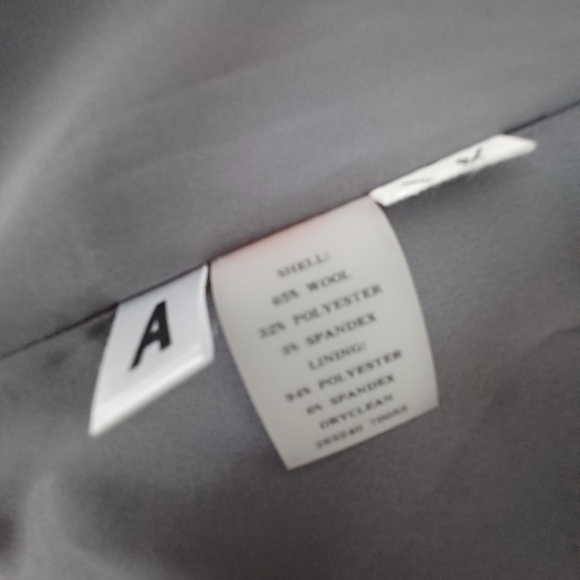 A
SHELL:
65% WOOL
32% POLYESTER
3% SPANDEX
LINING:
94% POLYESTER
6% SPANDEX
DRYCLEAN